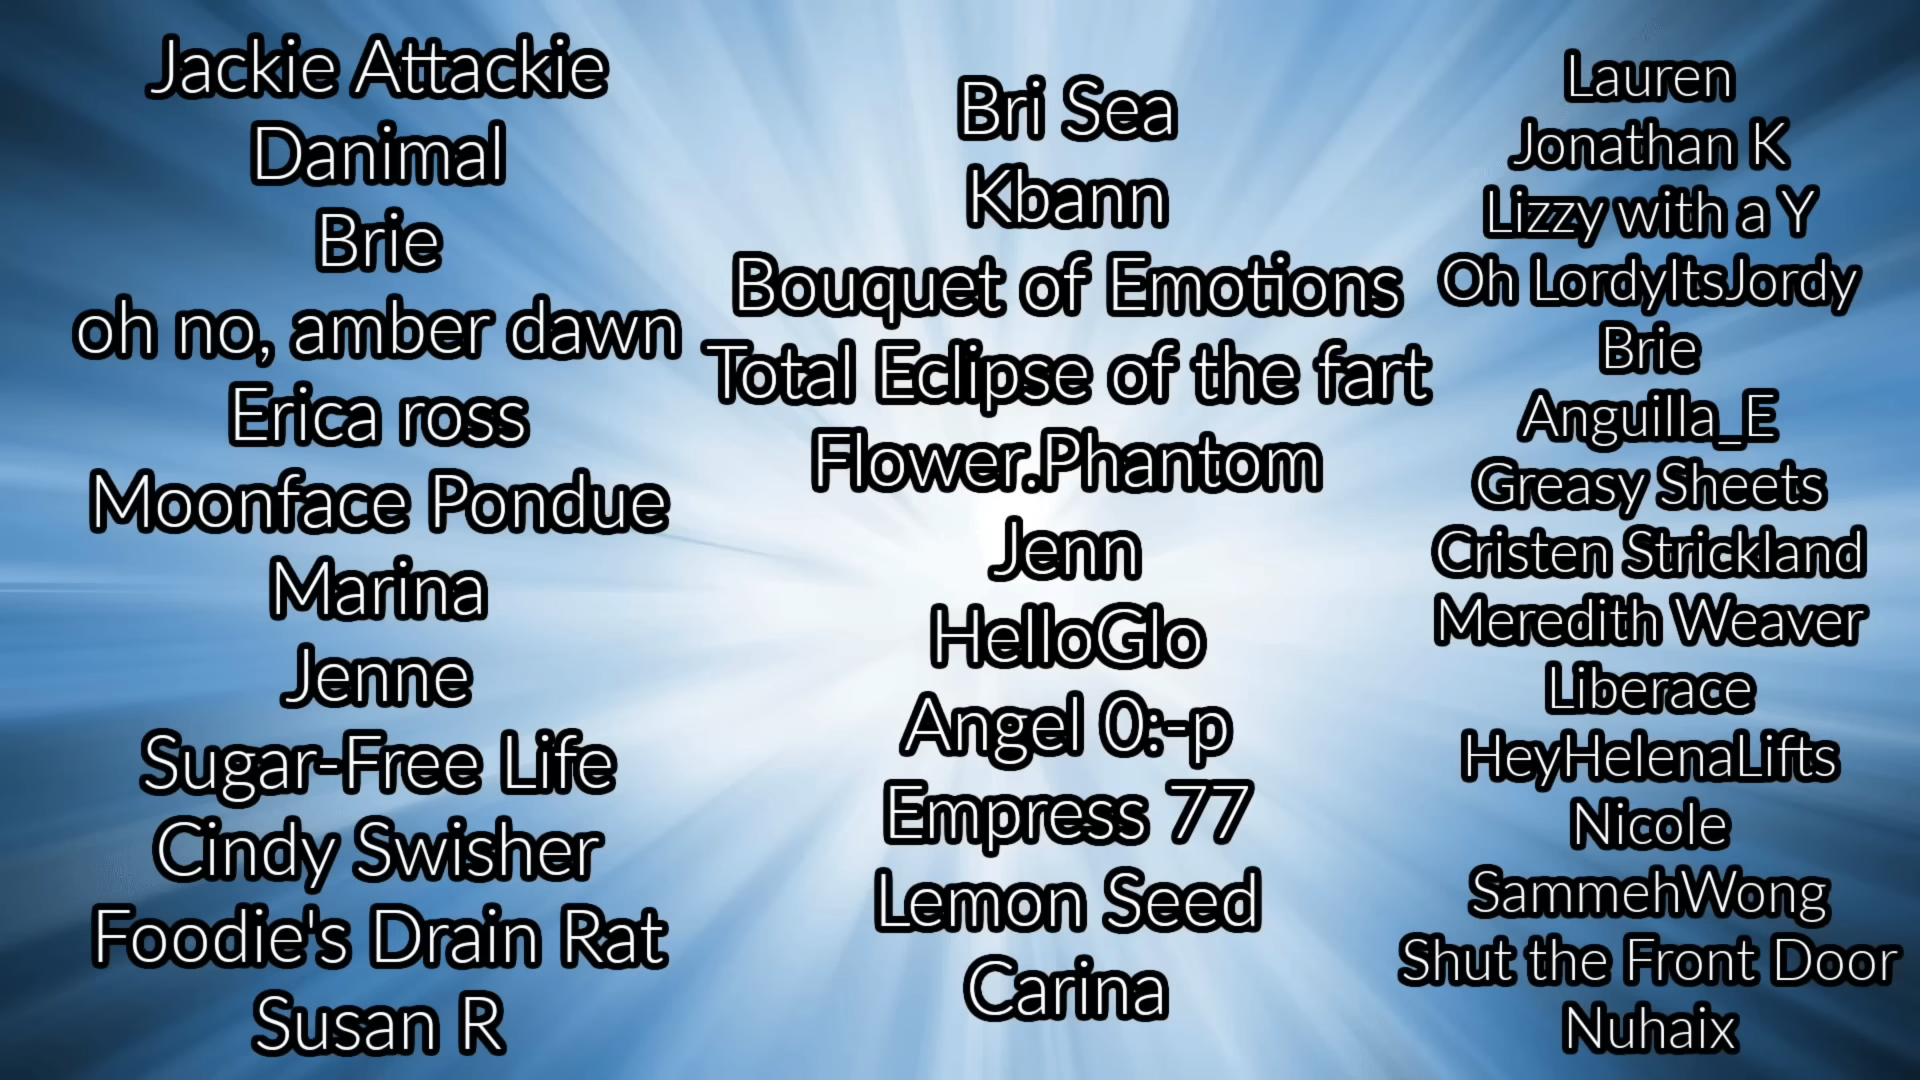 Jackie Attackie
Danimal
Brie
oh no, amber dawn
Erica ross
Moonface Pondue
Marina
Jenne
Sugar-Free Life
Cindy Swisher
Foodie's Drain Rat
Susan R
Bri Sea
Kbann
Bouquet of Emotions
Total Eclipse of the fart
Flower.Phantom
Jenn
HelloGlo
Angel 0:-p
Empress 77
Lemon Seed
Carina
Lauren
Jonathan K
Lizzy with a Y
Oh LordyItsJordy
Brie
Anguilla_E
Greasy Sheets
Cristen Strickland
Meredith Weaver
Liberace
HeyHelenaLifts
Nicole
SammehWong
Shut the Front Door
Nuhaix